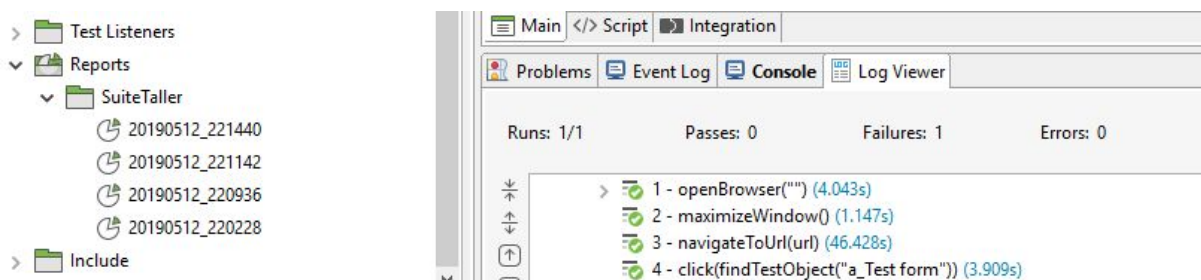 Test Listeners
Reports
SuiteTaller
20190512_221440
20190512_221142
20190512_220936
20190512_220228
Include
Main </> Script Integration
Problems Event Log Console Log Viewer
Runs: 1/1 Passes: 0 Failures: 1 Errors: 0
1 - openBrowser("") (4.043s)
2 - maximizeWindow() (1.147s)
3 - navigateToUrl(url) (46.428s)
4 - click(findTestObject("a_Test form")) (3.909s)